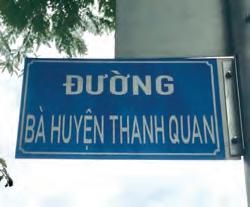 ĐƯỜNG
BÀ HUYỆN THANH QUAN